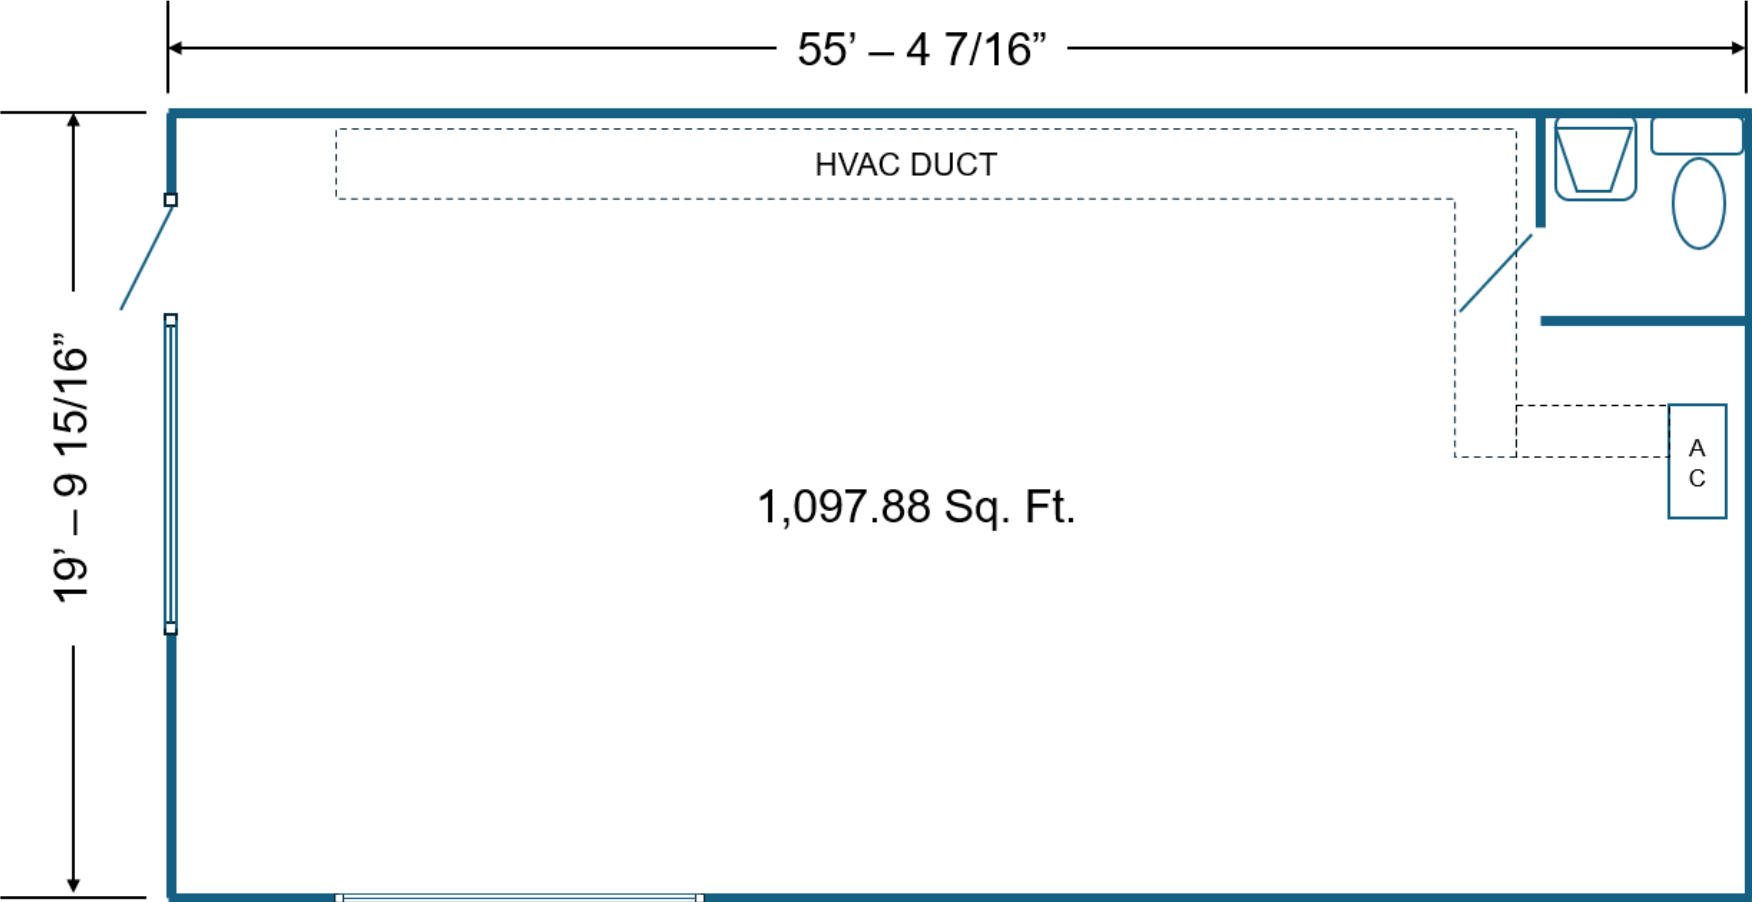 55’ – 4 7/16”
HVAC DUCT
19’ – 9 15/16”
A
C
1,097.88 Sq. Ft.